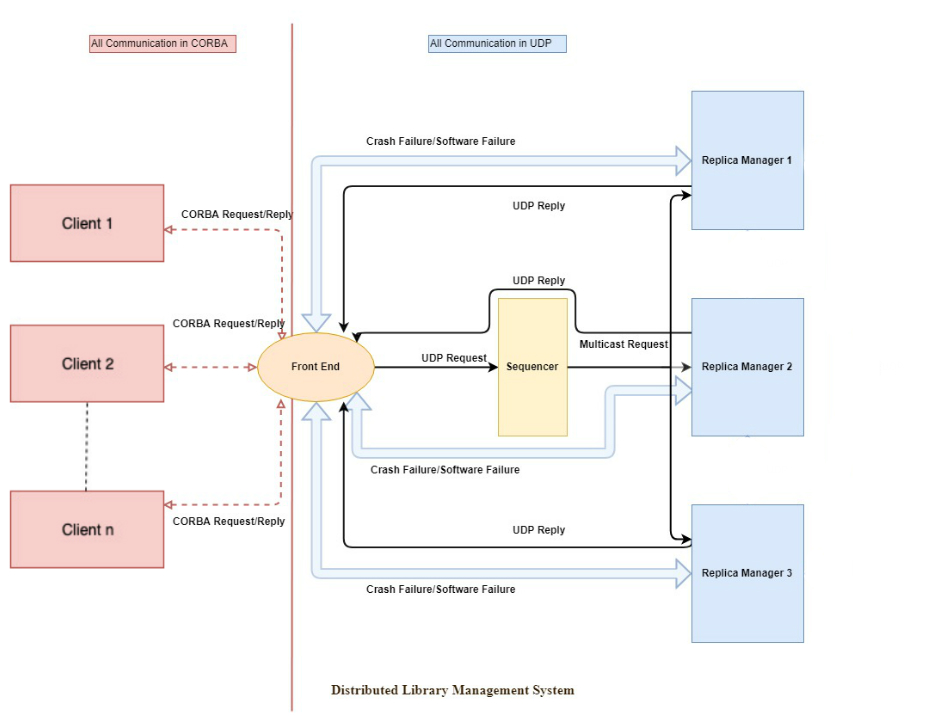 All Communication in CORBA
All Communication in UDP
Crash Failure/Software Failure
Replica Manager 1
UDP Reply
Client 1
CORBA Request/Reply
UDP Reply
CORBA Request/Reply
Multicast Request
Client 2
Front End
UDP Request
Sequencer
Replica Manager 2
Crash Failure/Software Failure
CORBA Request/Reply
Client n
UDP Reply
Replica Manager 3
Crash Failure/Software Failure
Distributed Library Management System